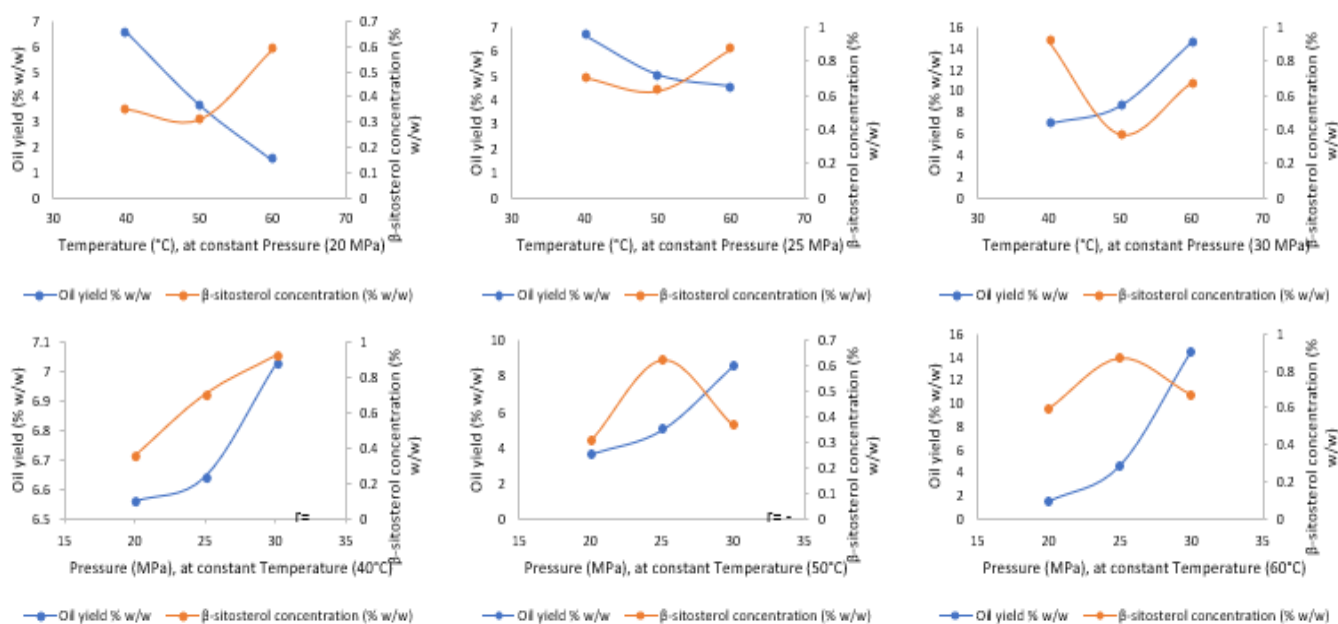 7
6
5
4
3
2
1
0
Oil yield (% w/w)
0.7
0.6
0.5
0.4
0.3
0.2
0.1
0
β-sitosterol concentration (%
w/w)
30 40 50 60 70
Temperature (°C), at constant Pressure (20 MPa)
Oil yield % w/w β-sitosterol concentration (% w/w)
7
6
5
4
3
2
1
0
Oil yield (% w/w)
1
0.8
0.6
0.4
0.2
0
β-sitosterol concentration (%
w/w)
30 40 50 60 70
Temperature (°C), at constant Pressure (25 MPa)
Oil yield % w/w β-sitosterol concentration (% w/w)
16
14
12
10
8
6
4
2
0
Oil yield (% w/w)
1
0.8
0.6
0.4
0.2
0
β-sitosterol concentration (%
w/w)
30 40 50 60 70
Temperature (°C), at constant Pressure (30 MPa)
Oil yield % w/w β-sitosterol concentration (% w/w)
7.1
7
6.9
6.8
6.7
6.6
6.5
Oil yield (% w/w)
1
0.8
0.6
0.4
0.2
0
β-sitosterol concentration (%
w/w)
15 20 25 30 35
Pressure (MPa), at constant Temperature (40°C)
Oil yield % w/w β-sitosterol concentration (% w/w)
10
8
6
4
2
0
Oil yield (% w/w)
0.7
0.6
0.5
0.4
0.3
0.2
0.1
0
β-sitosterol concentration (%
w/w)
15 20 25 30 35
Pressure (MPa), at constant Temperature (50°C)
Oil yield % w/w β-sitosterol concentration (% w/w)
16
14
12
10
8
6
4
2
0
Oil yield (% w/w)
1
0.8
0.6
0.4
0.2
0
β-sitosterol concentration (%
w/w)
15 20 25 30 35
Pressure (MPa), at constant Temperature (60°C)
Oil yield % w/w β-sitosterol concentration (% w/w)